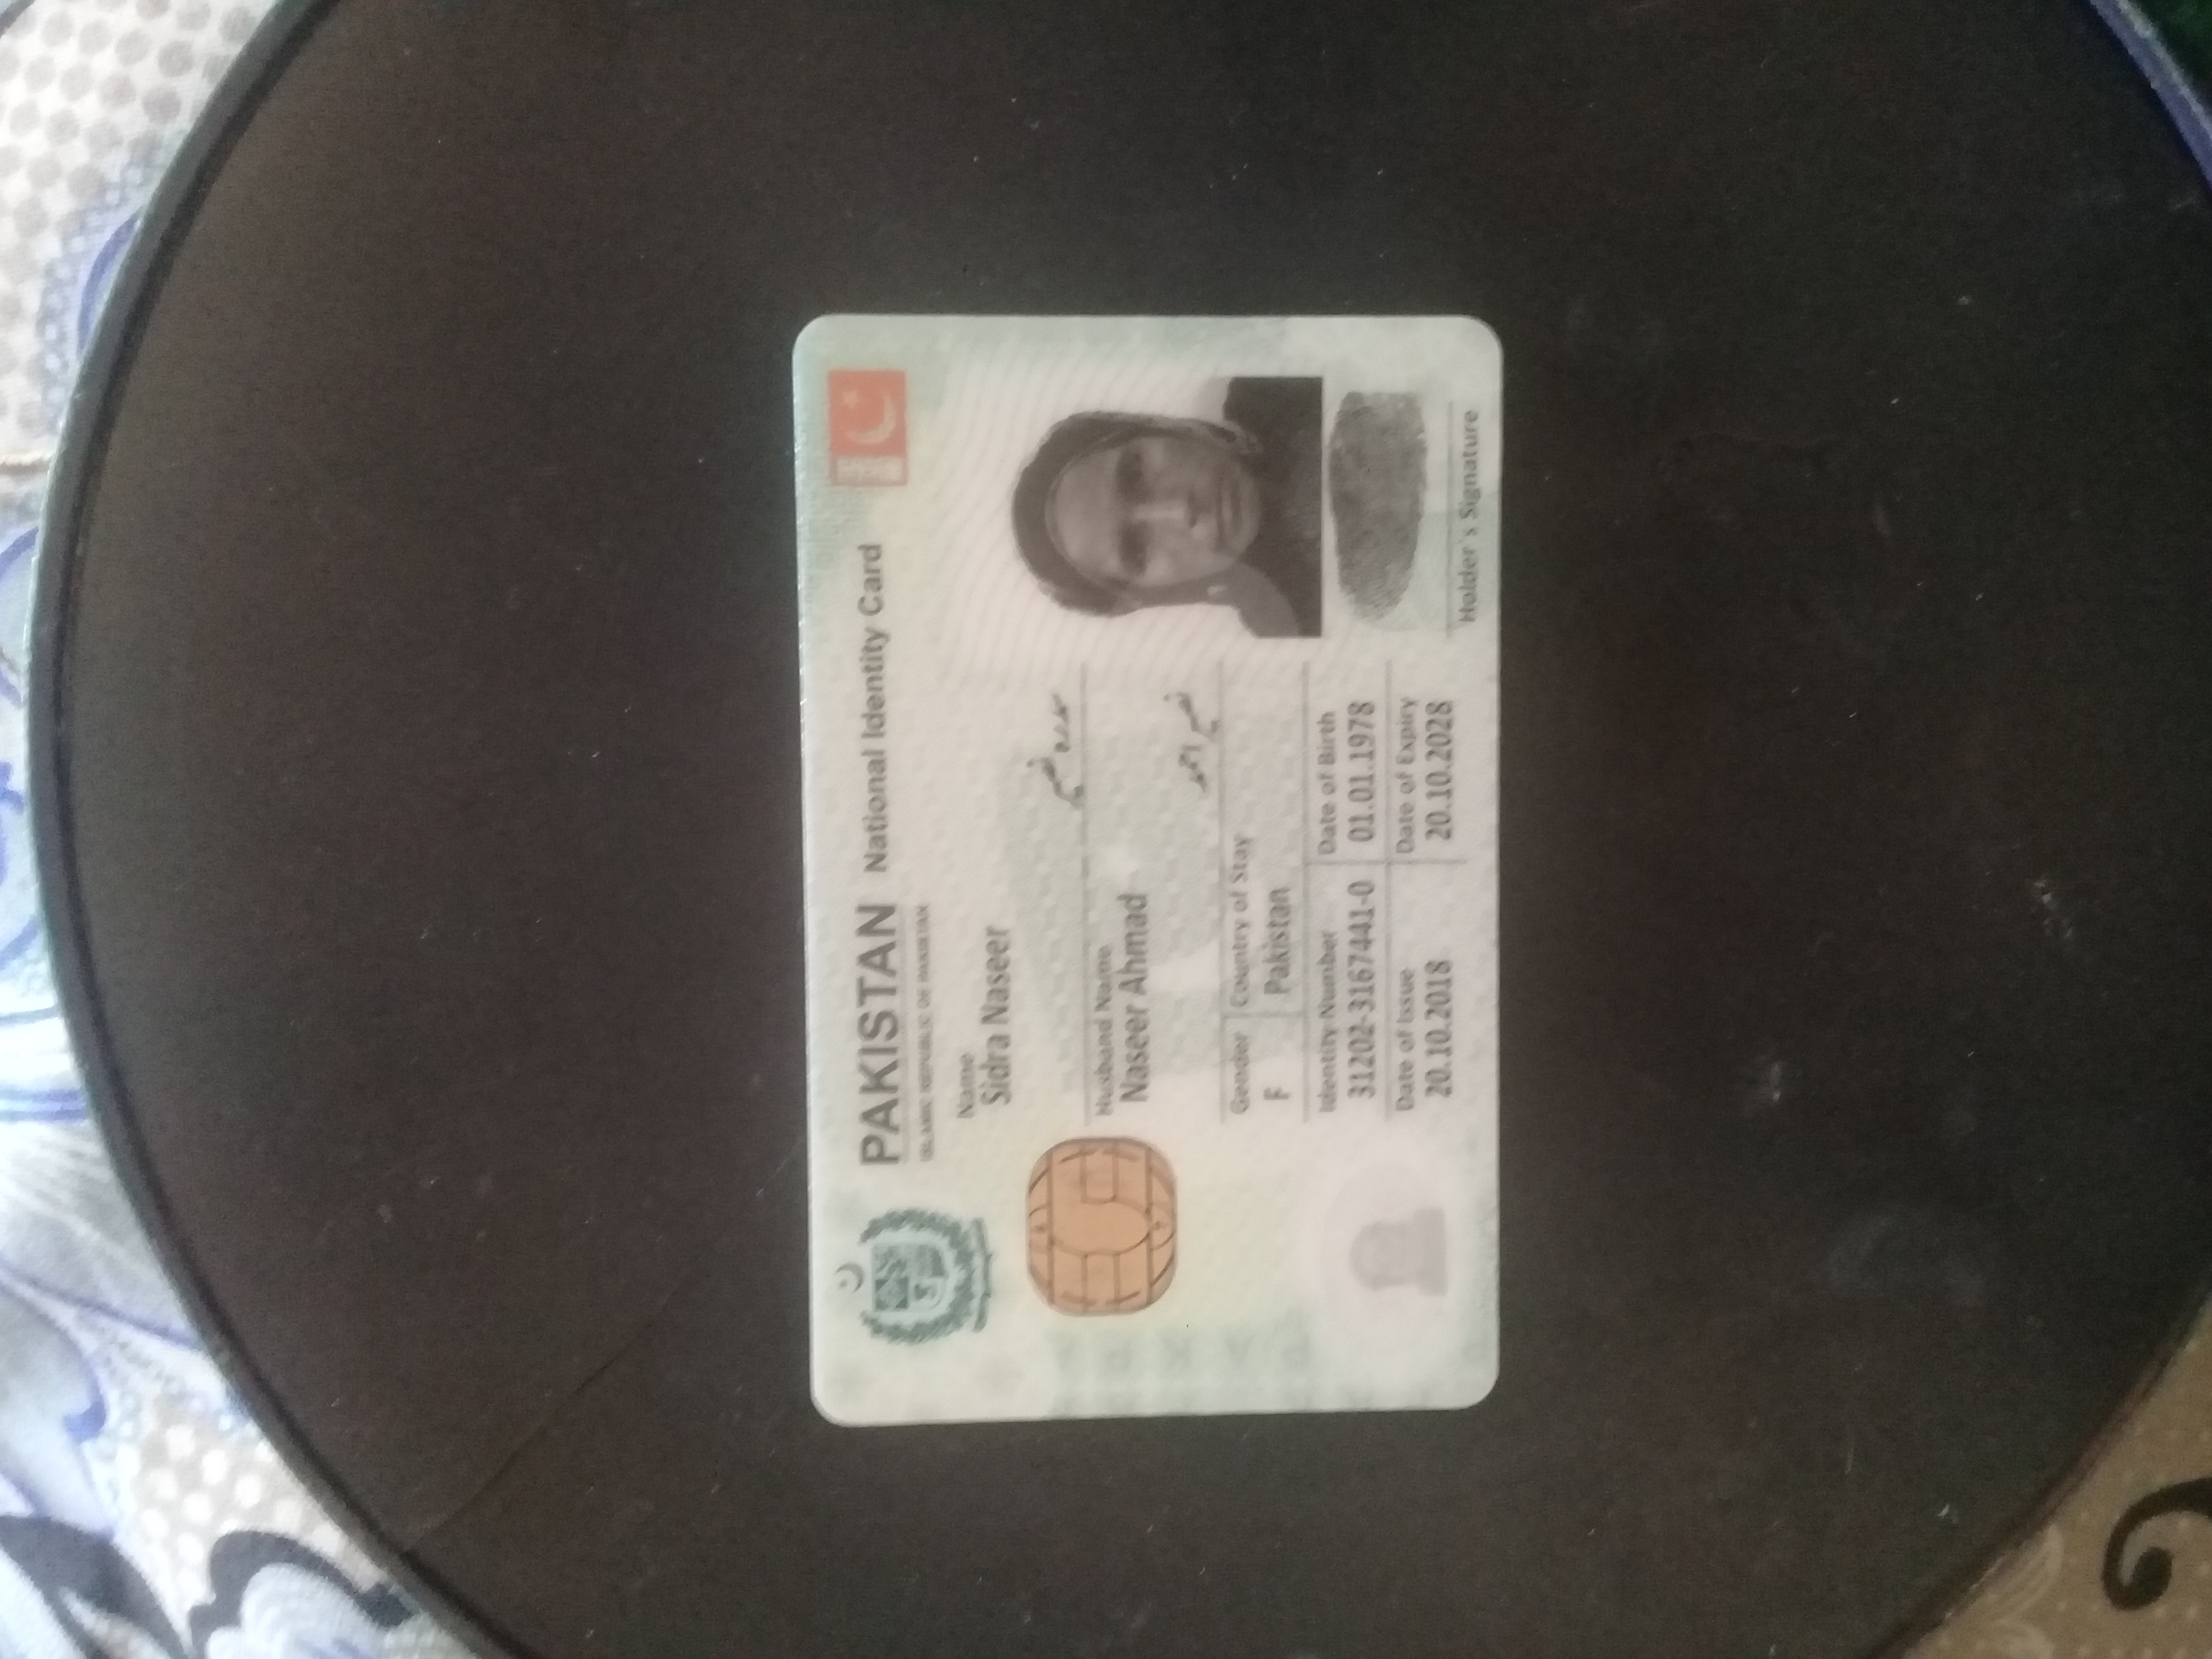 PAKISTAN National Identity Card
ISLAMIC REPUBLIC OF PAKISTAN
Name
Sidra Naseer
سدرہ نصیر
Husband Name
Naseer Ahmad
نصیر احمد
Gender Country of Stay
F Pakistan
Identity Number Date of Birth
31202-3167441-0 01.01.1978
Date of Issue Date of Expiry
20.10.2018 20.10.2028
Holder's Signature